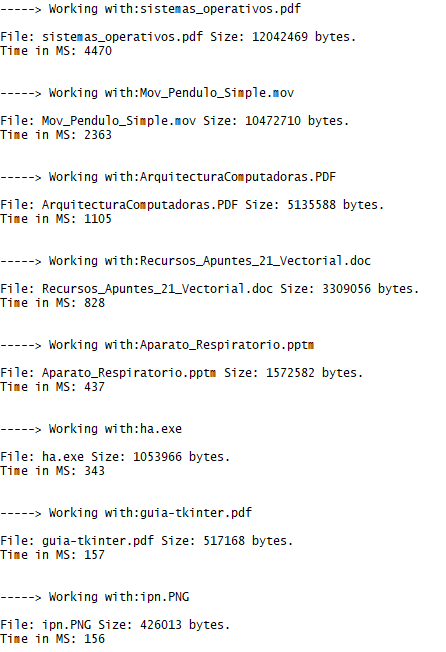 -----> Working with:sistemas_operativos.pdf
File: sistemas_operativos.pdf Size: 12042469 bytes.
Time in MS: 4470
-----> Working with:Mov_Pendulo_Simple.mov
File: Mov_Pendulo_Simple.mov Size: 10472710 bytes.
Time in MS: 2363
-----> Working with:ArquitecturaComputadoras.PDF
File: ArquitecturaComputadoras.PDF Size: 5135588 bytes.
Time in MS: 1105
-----> Working with:Recursos_Apuntes_21_Vectorial.doc
File: Recursos_Apuntes_21_Vectorial.doc Size: 3309056 bytes.
Time in MS: 828
-----> Working with:Aparato_Respiratorio.pptm
File: Aparato_Respiratorio.pptm Size: 1572582 bytes.
Time in MS: 437
-----> Working with:ha.exe
File: ha.exe Size: 1053966 bytes.
Time in MS: 343
-----> Working with:guia-tkinter.pdf
File: guia-tkinter.pdf Size: 517168 bytes.
Time in MS: 157
-----> Working with:ipn.PNG
File: ipn.PNG Size: 426013 bytes.
Time in MS: 156